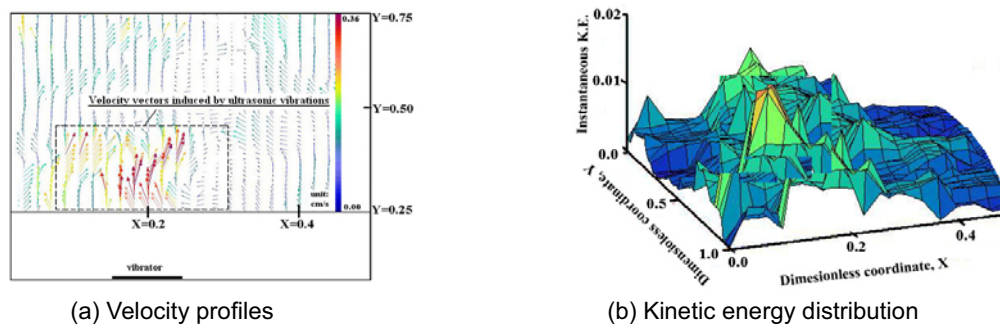 0.36
Y=0.75
Velocity vectors induced by ultrasonic vibrations
Y=0.50
unit:
cm/s
0.00
Y=0.25
X=0.2
X=0.4
vibrator
(a) Velocity profiles
0.02
0.01
0.0
Instantaneous K.E.
0.5
1.0
Dimensioless coordinate, Y
0.0
0.2
0.4
Dimesionless coordinate, X
(b) Kinetic energy distribution